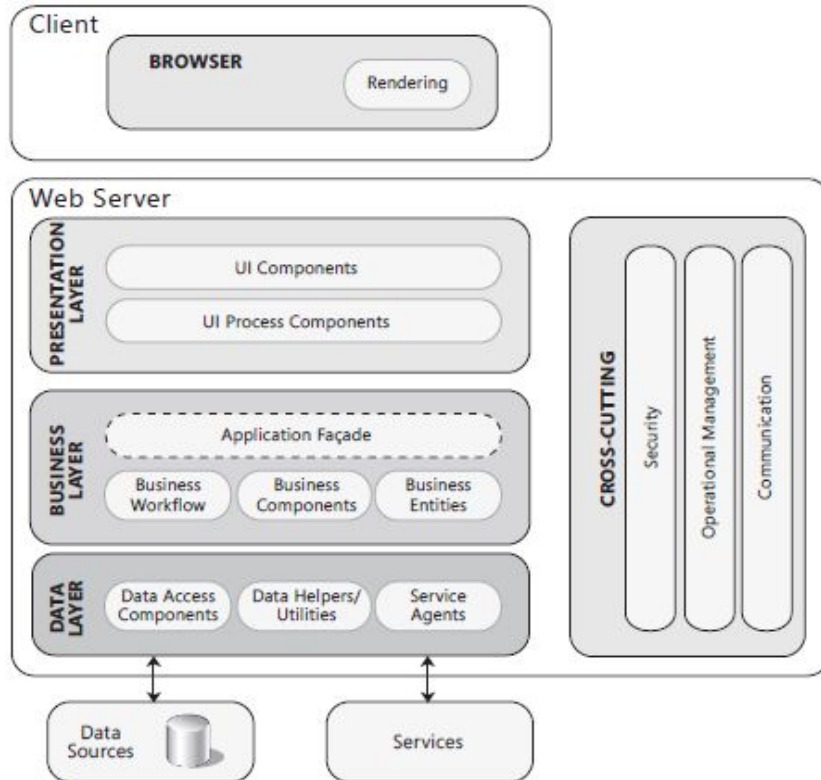 Client
BROWSER
Rendering
Web Server
PRESENTATION
LAYER
UI Components
UI Process Components
BUSINESS
LAYER
Application Façade
Business
Workflow
Business
Components
Business
Entities
DATA
LAYER
Data Access
Components
Data Helpers/
Utilities
Service
Agents
CROSS-CUTTING
Security
Operational Management
Communication
Data
Sources
Services